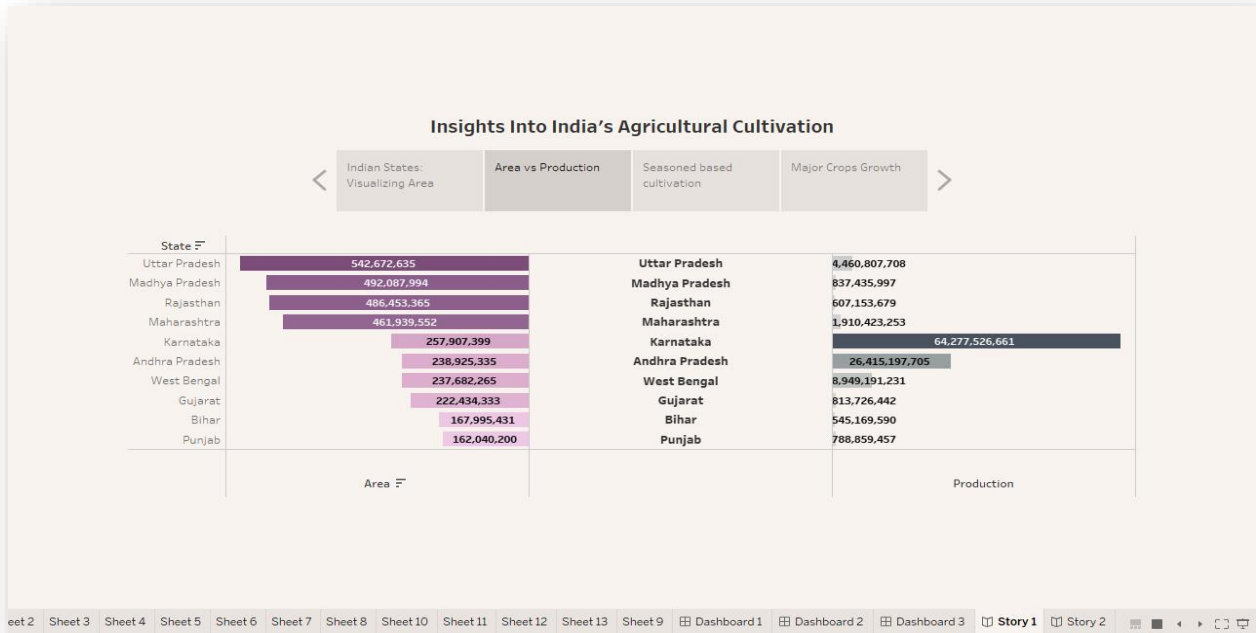 Insights Into India's Agricultural Cultivation
Indian States:
Visualizing Area
Area vs Production
Seasoned based
cultivation
Major Crops Growth
State
Uttar Pradesh 542,672,635 Uttar Pradesh 4,460,807,708
Madhya Pradesh 492,087,994 Madhya Pradesh 837,435,997
Rajasthan 486,453,365 Rajasthan 607,153,679
Maharashtra 461,939,552 Maharashtra 1,910,423,253
Karnataka 257,907,399 Karnataka 64,277,526,661
Andhra Pradesh 238,925,335 Andhra Pradesh 26,415,197,705
West Bengal 237,682,265 West Bengal 8,949,191,231
Gujarat 222,434,333 Gujarat 813,726,442
Bihar 167,995,431 Bihar 545,169,590
Punjab 162,040,200 Punjab 788,859,457
Area Production
eet 2 Sheet 3 Sheet 4 Sheet 5 Sheet 6 Sheet 7 Sheet 8 Sheet 10 Sheet 11 Sheet 12 Sheet 13 Sheet 9 Dashboard 1 Dashboard 2 Dashboard 3 Story 1 Story 2